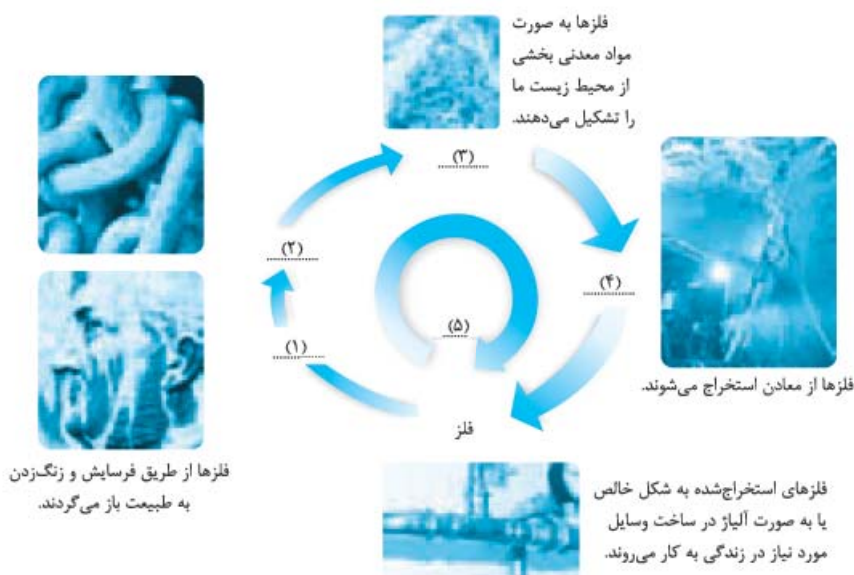 فلزها به صورت
مواد معدنی بخشی
از محیط زیست ما
را تشکیل می‌دهند.
(۳)
(۲)
(۴)
(۵)
(۱)
فلزها از معادن استخراج می‌شوند.
فلز
فلزها از طریق فرسایش و زنگ‌زدن
به طبیعت باز می‌گردند.
فلزهای استخراج‌شده به شکل خالص
یا به صورت آلیاژ در ساخت وسایل
مورد نیاز در زندگی به کار می‌روند.